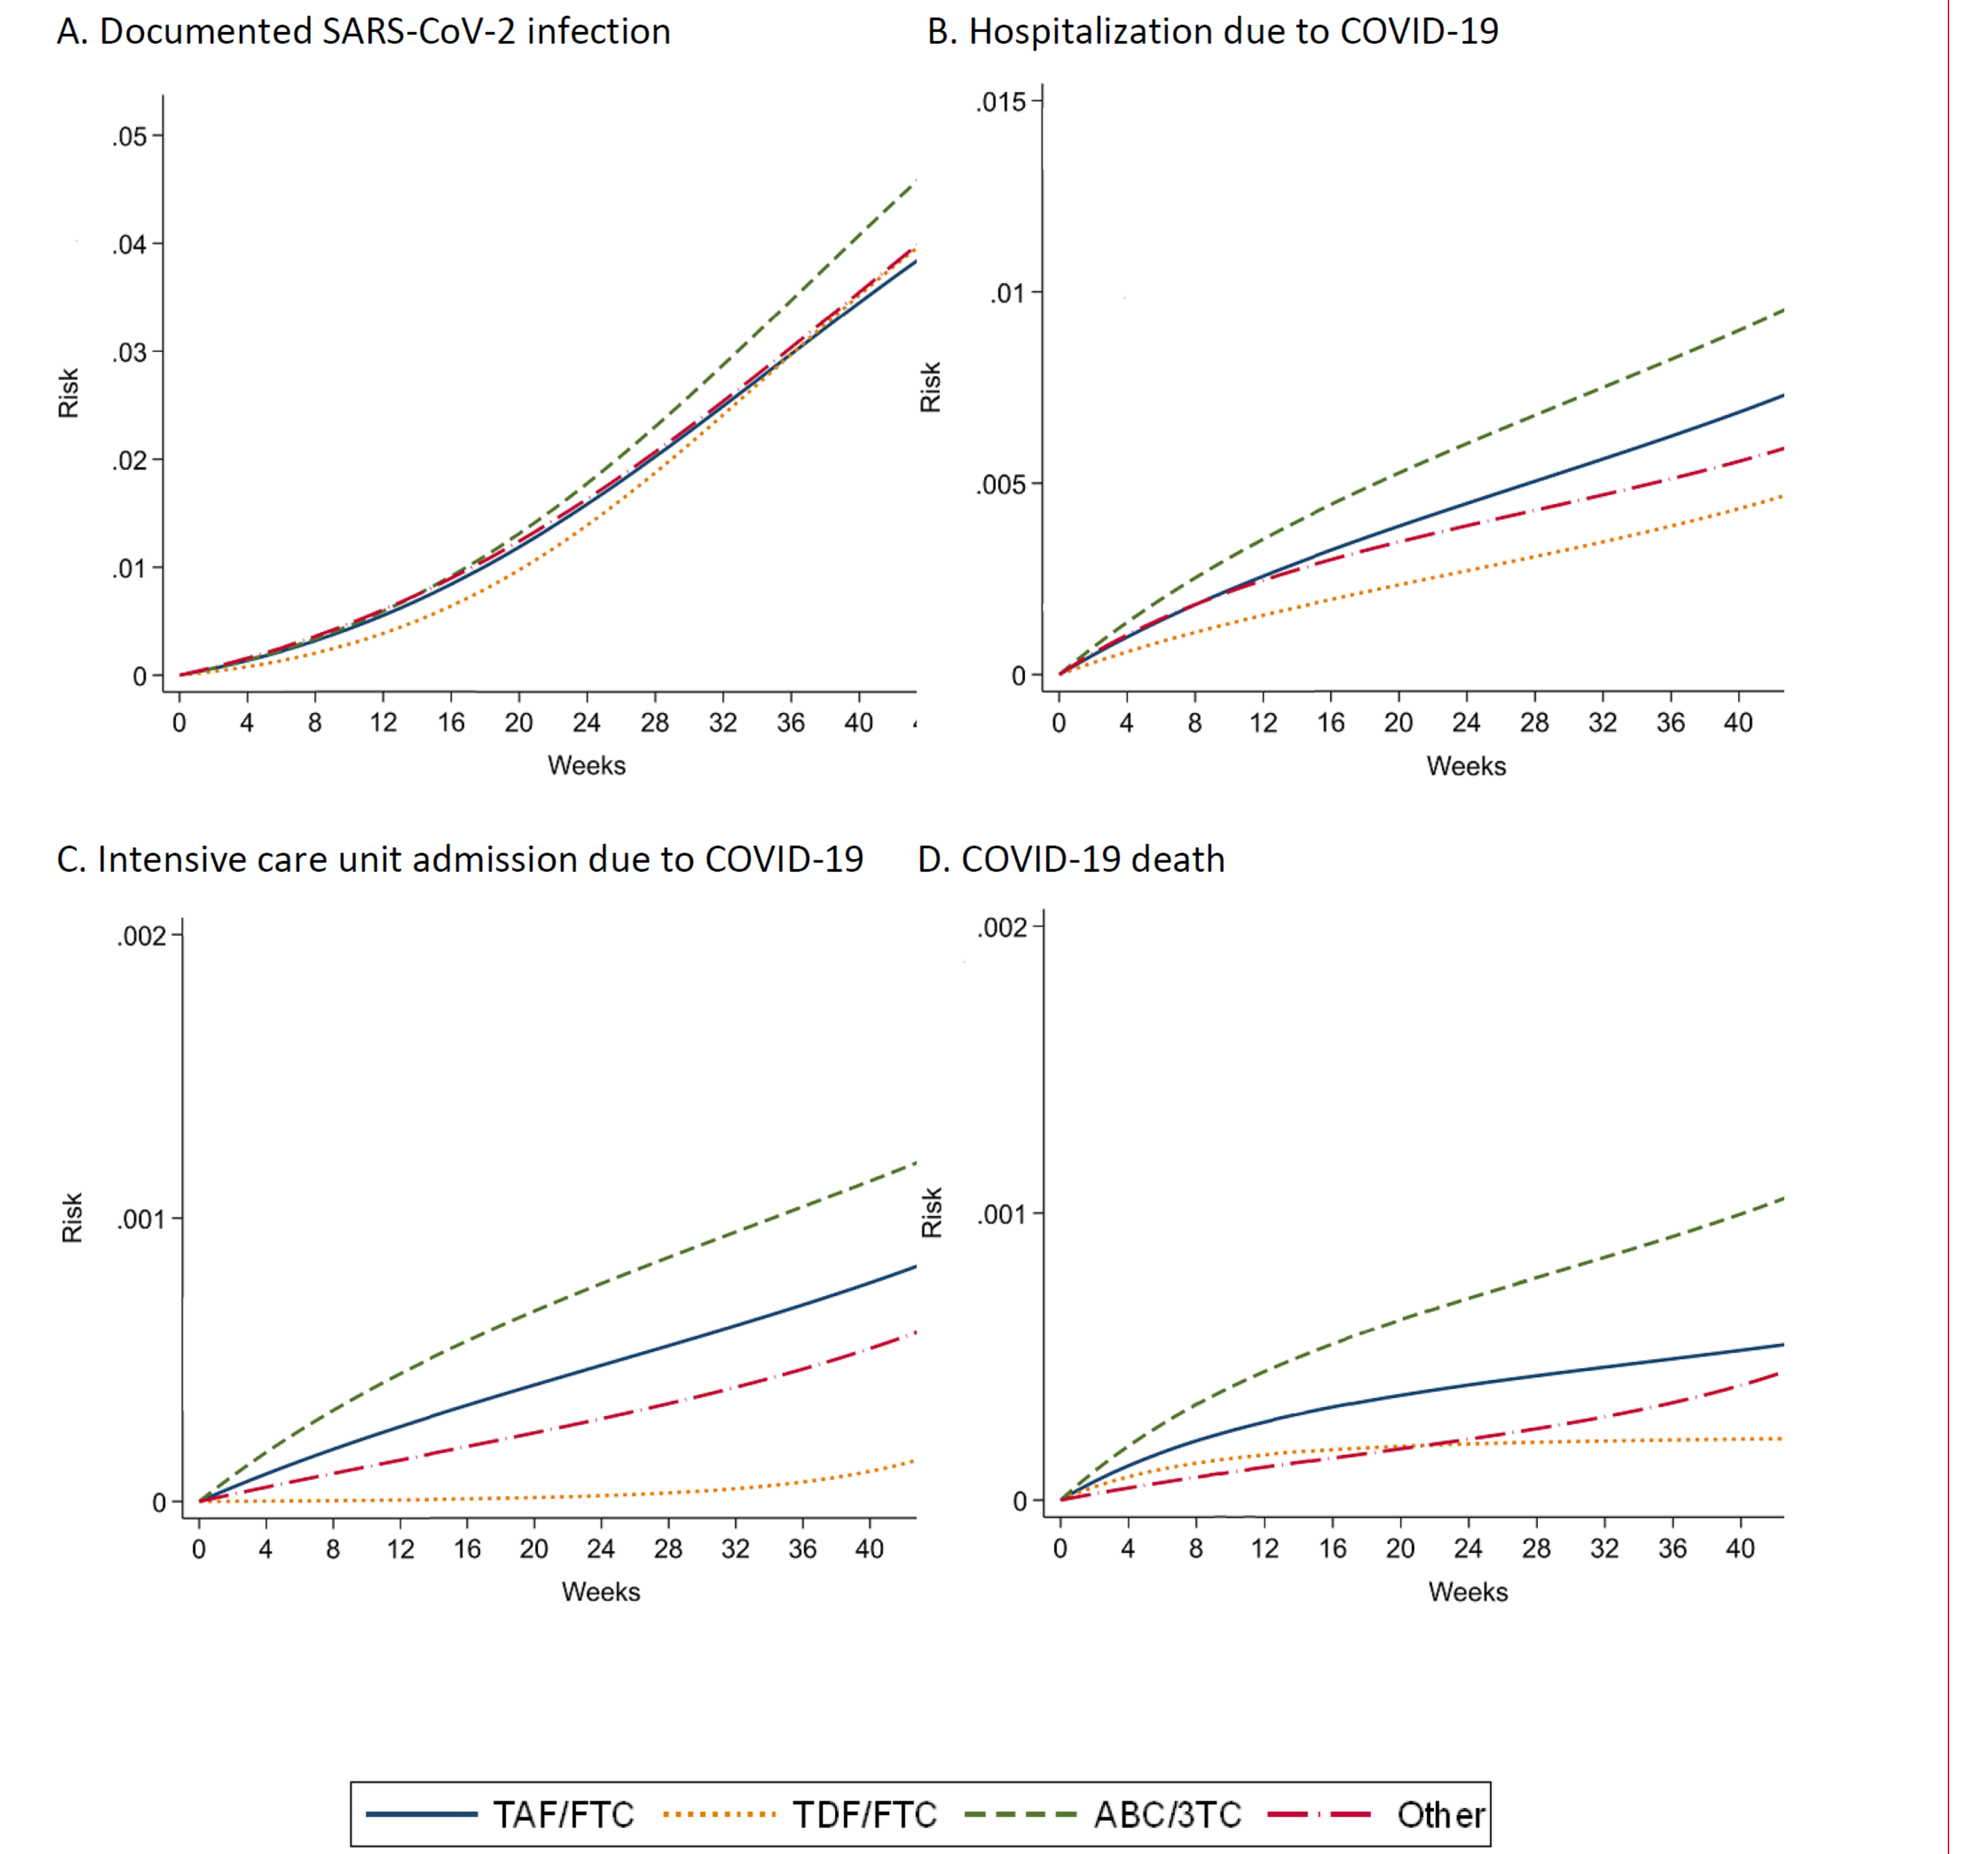 A. Documented SARS-CoV-2 infection
.05
.04
.03
.02
.01
0
Risk
0 4 8 12 16 20 24 28 32 36 40
Weeks
B. Hospitalization due to COVID-19
.015
.01
.005
0
Risk
0 4 8 12 16 20 24 28 32 36 40
Weeks
C. Intensive care unit admission due to COVID-19
.002
.001
0
Risk
0 4 8 12 16 20 24 28 32 36 40
Weeks
D. COVID-19 death
.002
.001
0
Risk
0 4 8 12 16 20 24 28 32 36 40
Weeks
TAF/FTC TDF/FTC ABC/3TC Other